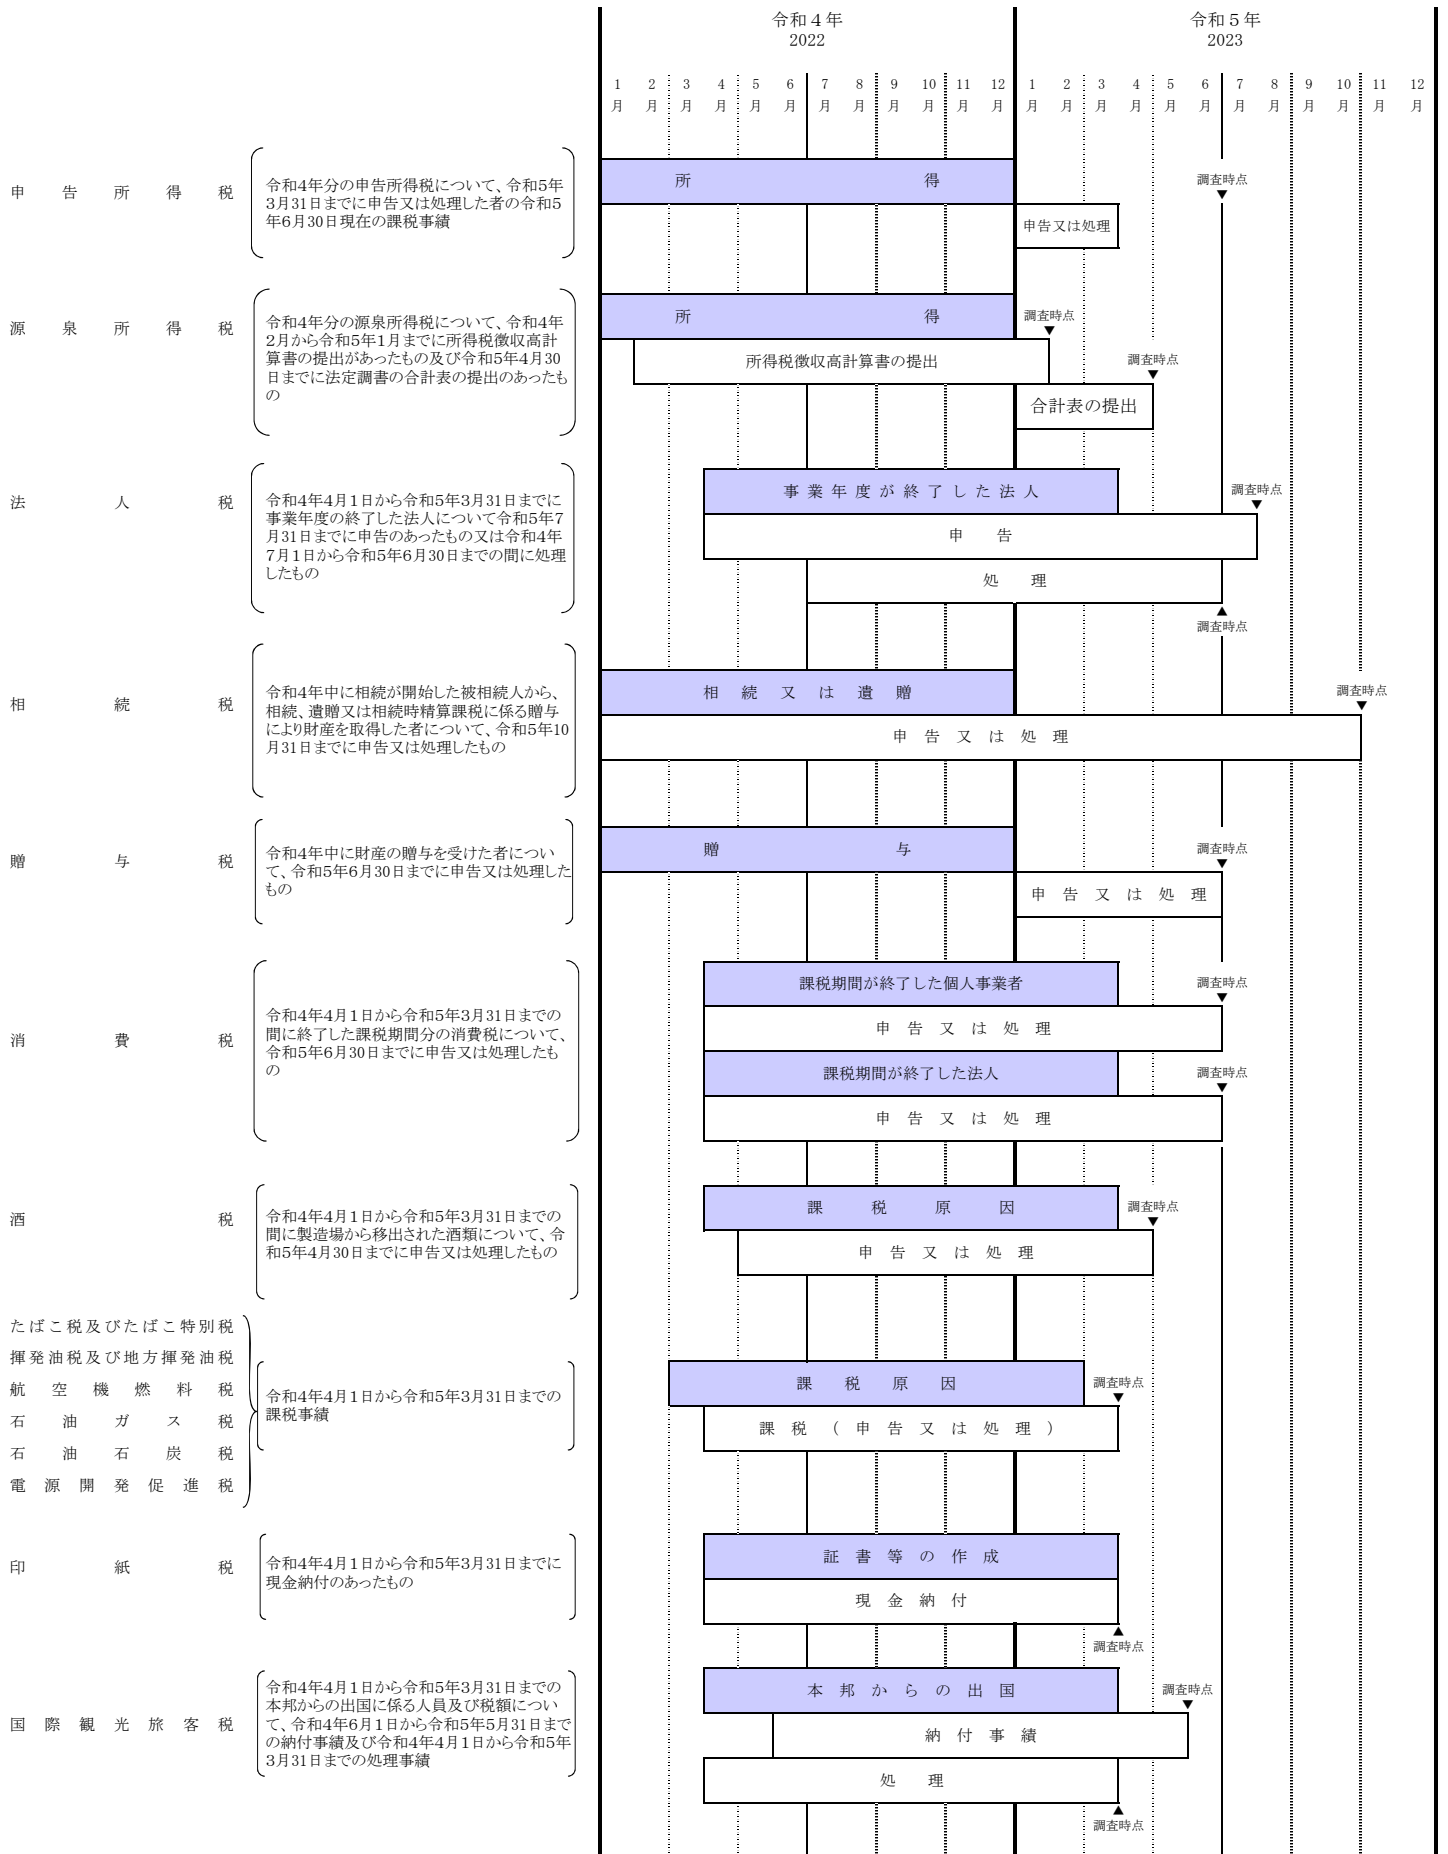 令和４年
2022
令和５年
2023
1 2 3 4 5 6 7 8 9 10 11 12 1 2 3 4 5 6 7 8 9 10 11 12
月 月 月 月 月 月 月 月 月 月 月 月 月 月 月 月 月 月 月 月 月 月 月 月
申告所得税
令和4年分の申告所得税について、令和5年
3月31日までに申告又は処理した者の令和5
年6月30日現在の課税事績
所得
調査時点
▼
申告又は処理
源泉所得税
令和4年分の源泉所得税について、令和4年
2月から令和5年1月までに所得税徴収高計
算書の提出があったもの及び令和5年4月30
日までに法定調書の合計表の提出のあったも
の
所得
調査時点
▼
所得税徴収高計算書の提出
調査時点
▼
合計表の提出
法人税
令和4年4月1日から令和5年3月31日までに
事業年度の終了した法人について令和5年7
月31日までに申告のあったもの又は令和4年
7月1日から令和5年6月30日までの間に処理
したもの
事業年度が終了した法人
調査時点
▼
申告
処理
▲
調査時点
相続税
令和4年中に相続が開始した被相続人から、
相続、遺贈又は相続時精算課税に係る贈与
により財産を取得した者について、令和5年10
月31日までに申告又は処理したもの
相続又は遺贈
調査時点
▼
申告又は処理
贈与税
令和4年中に財産の贈与を受けた者につい
て、令和5年6月30日までに申告又は処理した
もの
贈与
調査時点
▼
申告又は処理
消費税
令和4年4月1日から令和5年3月31日までの
間に終了した課税期間分の消費税について、
令和5年6月30日までに申告又は処理したも
の
課税期間が終了した個人事業者
調査時点
▼
申告又は処理
課税期間が終了した法人
調査時点
▼
申告又は処理
酒税
令和4年4月1日から令和5年3月31日までの
間に製造場から移出された酒類について、令
和5年4月30日までに申告又は処理したもの
課税原因
調査時点
▼
申告又は処理
たばこ税及びたばこ特別税
揮発油税及び地方揮発油税
航空機燃料税
石油ガス税
石油石炭税
電源開発促進税
令和4年4月1日から令和5年3月31日までの
課税事績
課税原因
調査時点
▼
課税（申告又は処理）
印紙税
令和4年4月1日から令和5年3月31日までに
現金納付のあったもの
証書等の作成
現金納付
▲
調査時点
国際観光旅客税
令和4年4月1日から令和5年3月31日までの
本邦からの出国に係る人員及び税額につい
て、令和4年6月1日から令和5年5月31日まで
の納付事績及び令和4年4月1日から令和5年
3月31日までの処理事績
本邦からの出国
調査時点
▼
納付事績
処理
▲
調査時点